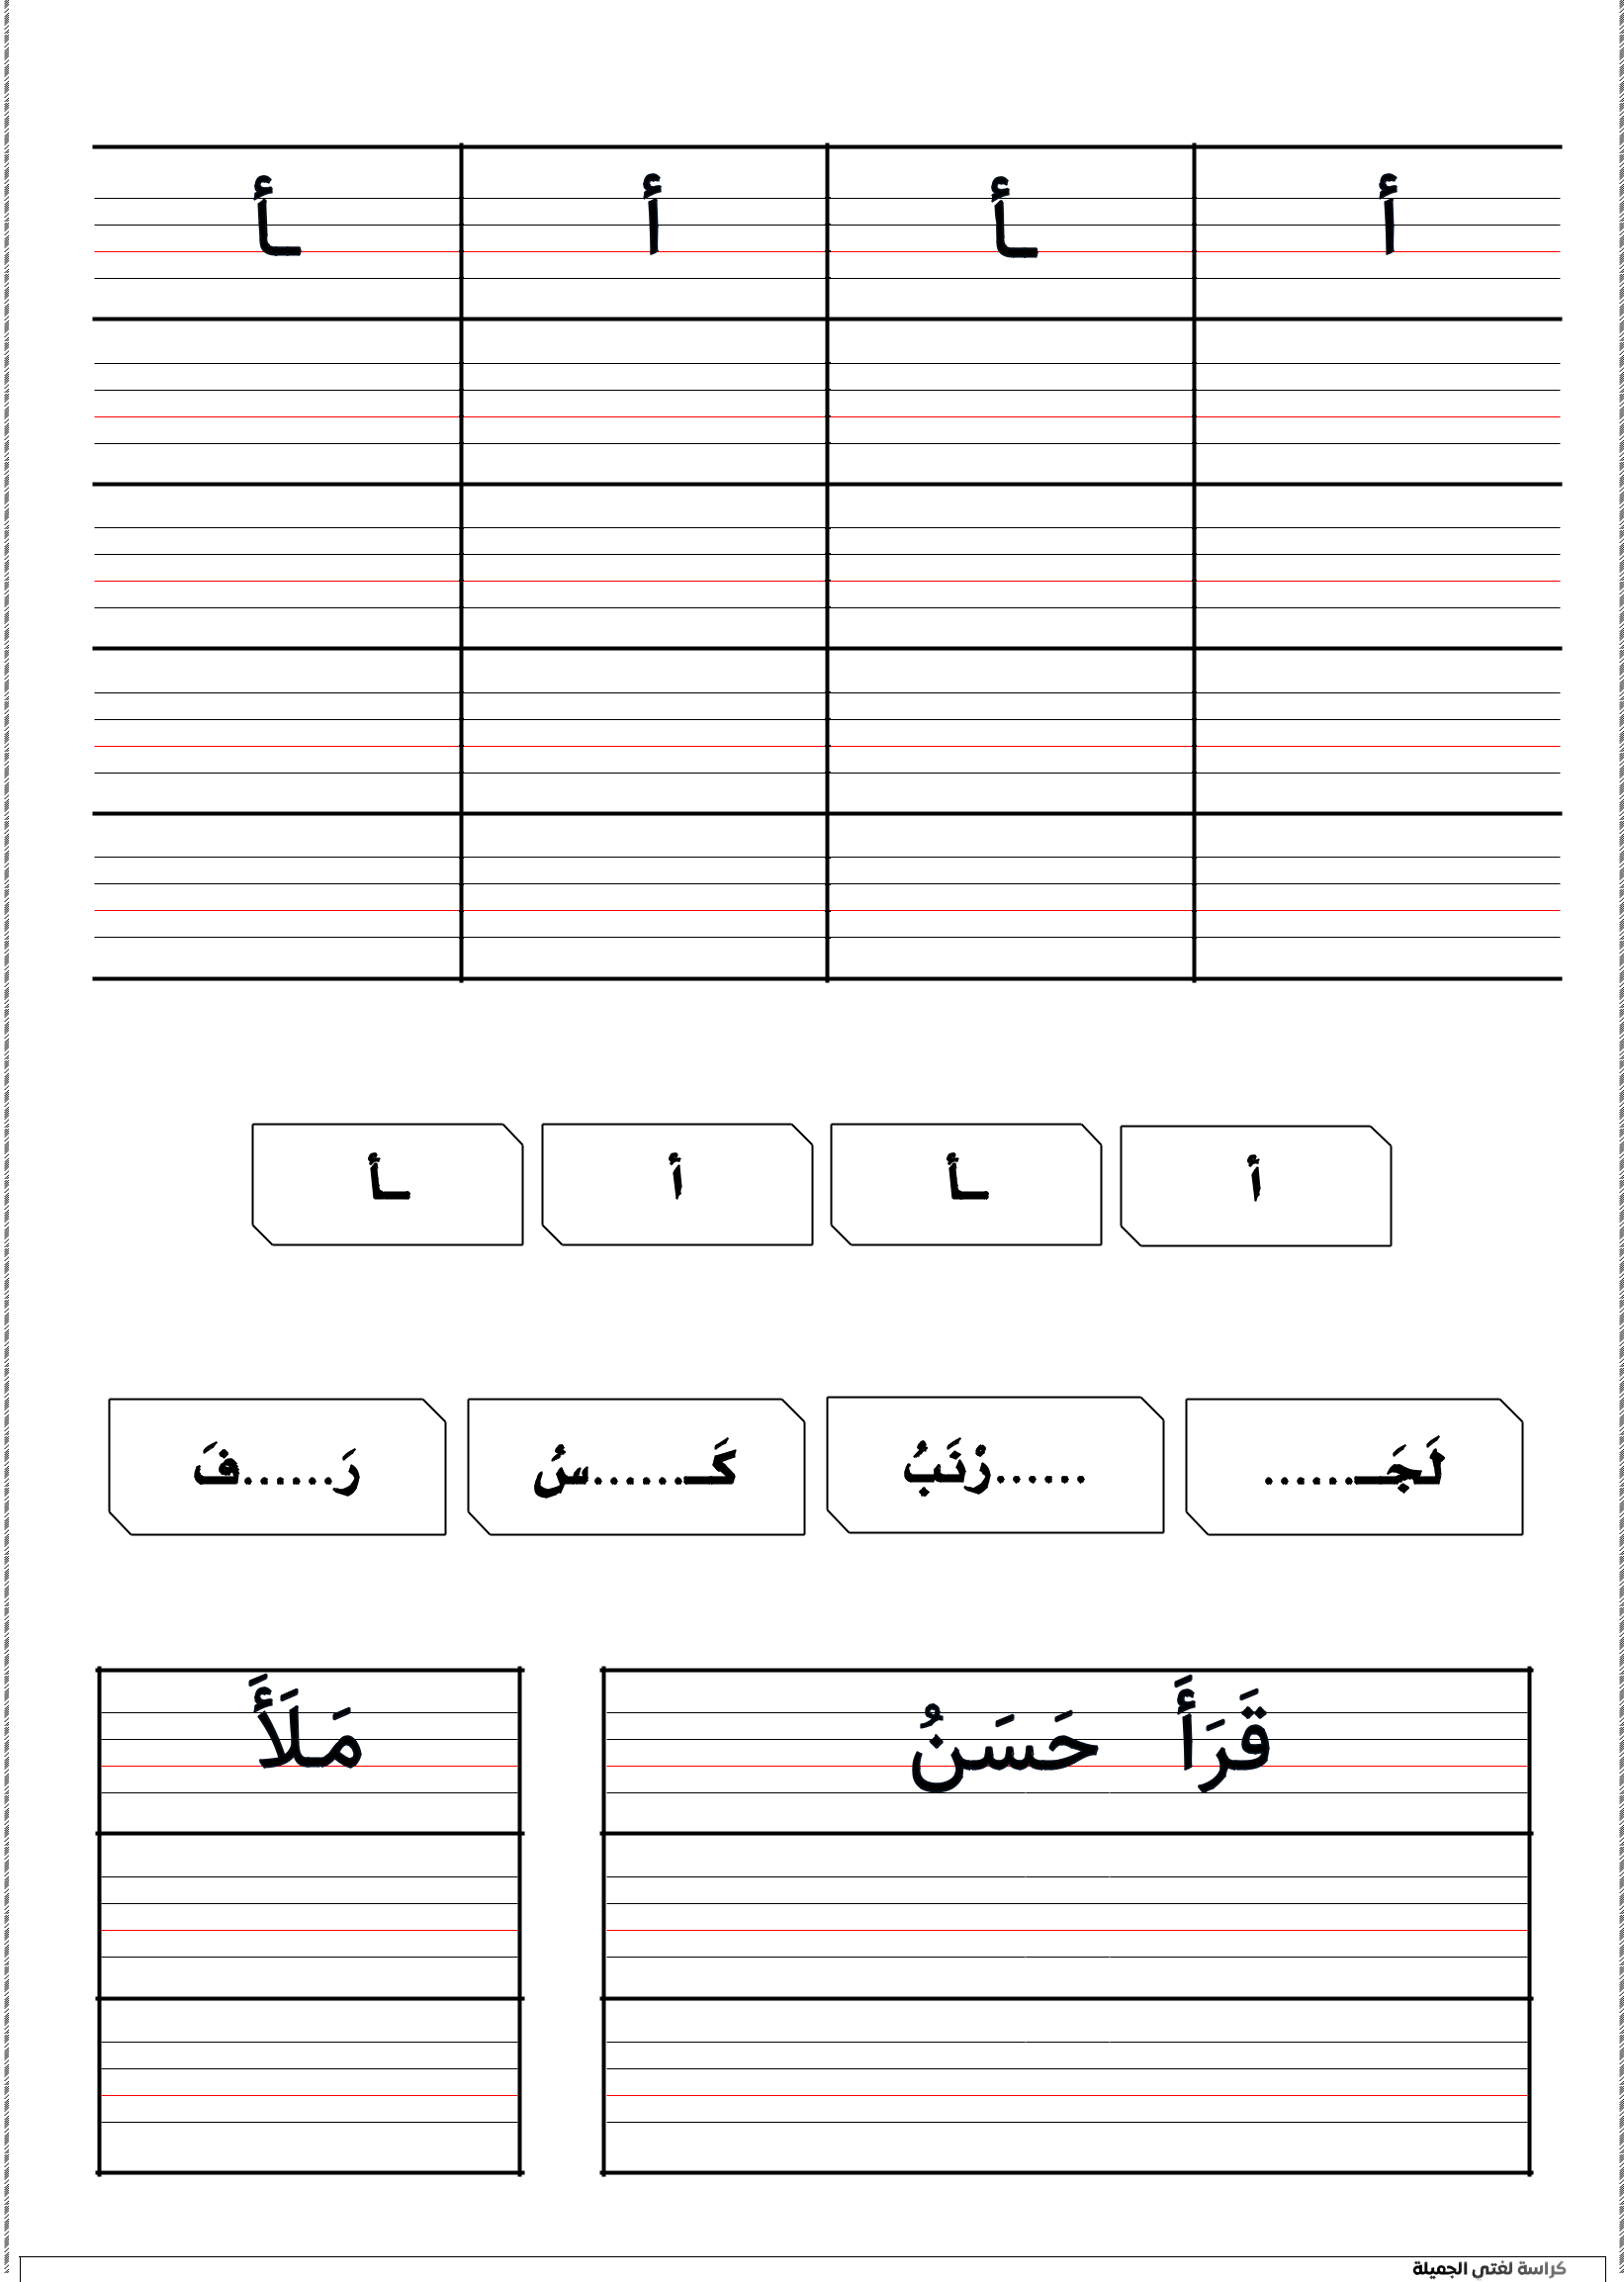 أ ـأ أ ـأ
أ ـأ أ ـأ
لَجَـ...... ......رْنَبُ كَـ......سُ رَ......فَ
قَرَأَ حَسَنُ مَلَأَ
كراسة لغتي الجميلة